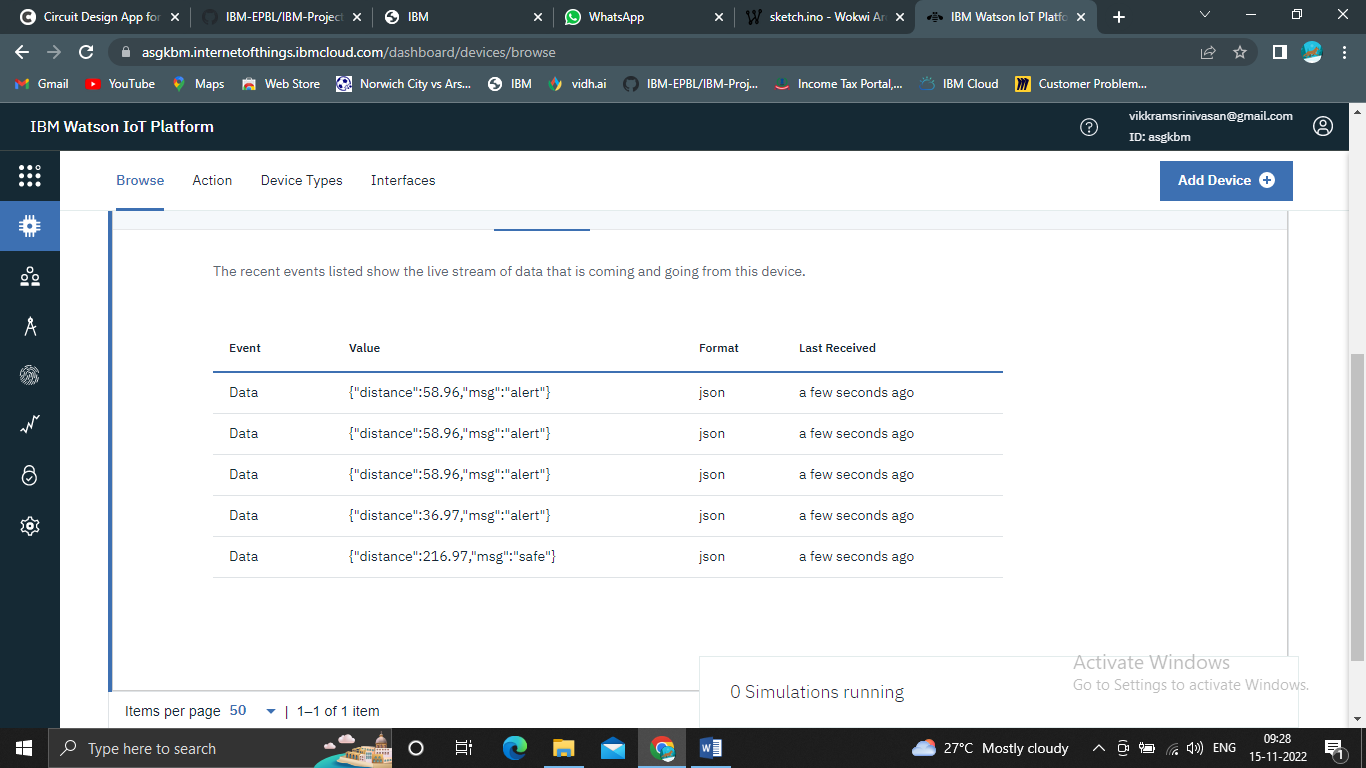 Circuit Design App for
IBM-EPBL/IBM-Project
IBM
WhatsApp
sketch.ino - Wokwi Ar
IBM Watson IoT Platfo
asgkbm.internetofthings.ibmcloud.com/dashboard/devices/browse
Gmail
YouTube
Maps
Web Store
Norwich City vs Ars...
IBM
vidh.ai
IBM-EPBL/IBM-Proj...
Income Tax Portal,...
IBM Cloud
Customer Problem...
IBM Watson IoT Platform
vikkramsrinivasan@gmail.com
ID: asgkbm
Browse Action Device Types Interfaces
Add Device
The recent events listed show the live stream of data that is coming and going from this device.
Event Value Format Last Received
Data {"distance":58.96,"msg":"alert"} json a few seconds ago
Data {"distance":58.96,"msg":"alert"} json a few seconds ago
Data {"distance":58.96,"msg":"alert"} json a few seconds ago
Data {"distance":36.97,"msg":"alert"} json a few seconds ago
Data {"distance":216.97,"msg":"safe"} json a few seconds ago
0 Simulations running
Activate Windows
Go to Settings to activate Windows.
Items per page 50 | 1–1 of 1 item
Type here to search
27°C Mostly cloudy
ENG
09:28
15-11-2022
1